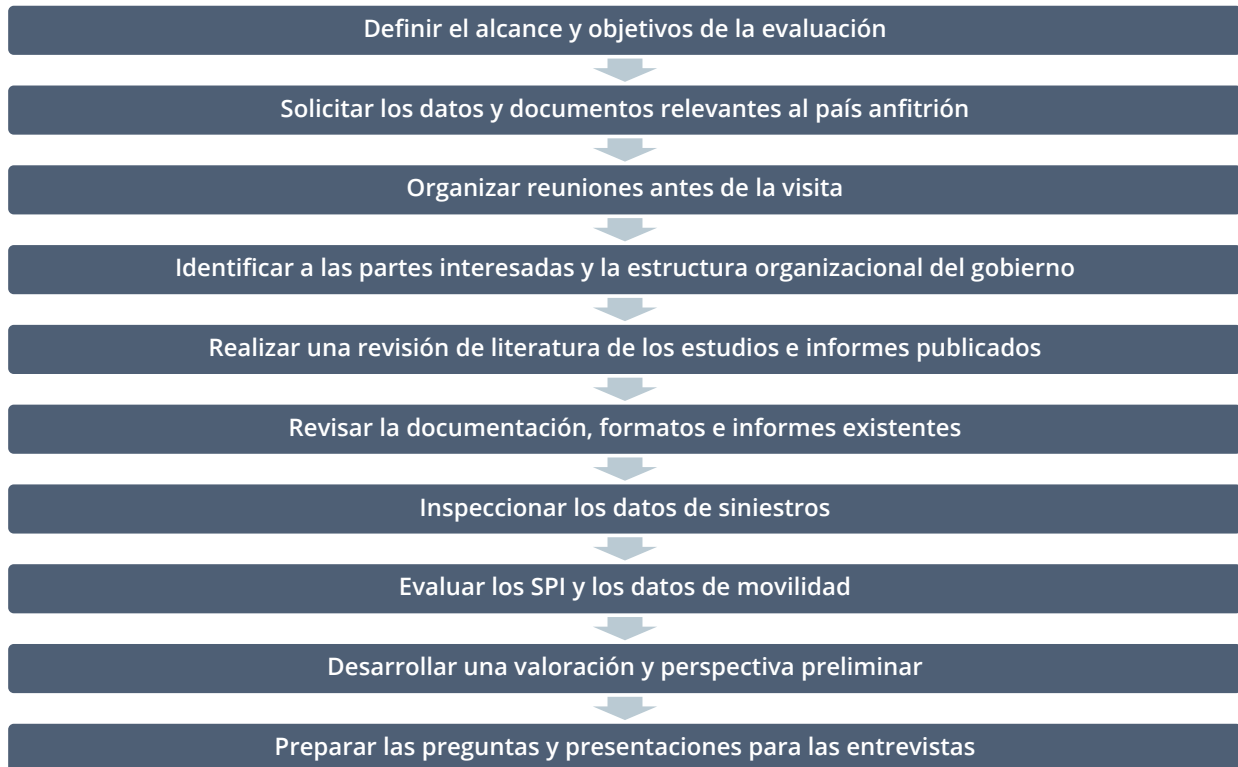 Definir el alcance y objetivos de la evaluación
Solicitar los datos y documentos relevantes al país anfitrión
Organizar reuniones antes de la visita
Identificar a las partes interesadas y la estructura organizacional del gobierno
Realizar una revisión de literatura de los estudios e informes publicados
Revisar la documentación, formatos e informes existentes
Inspeccionar los datos de siniestros
Evaluar los SPI y los datos de movilidad
Desarrollar una valoración y perspectiva preliminar
Preparar las preguntas y presentaciones para las entrevistas